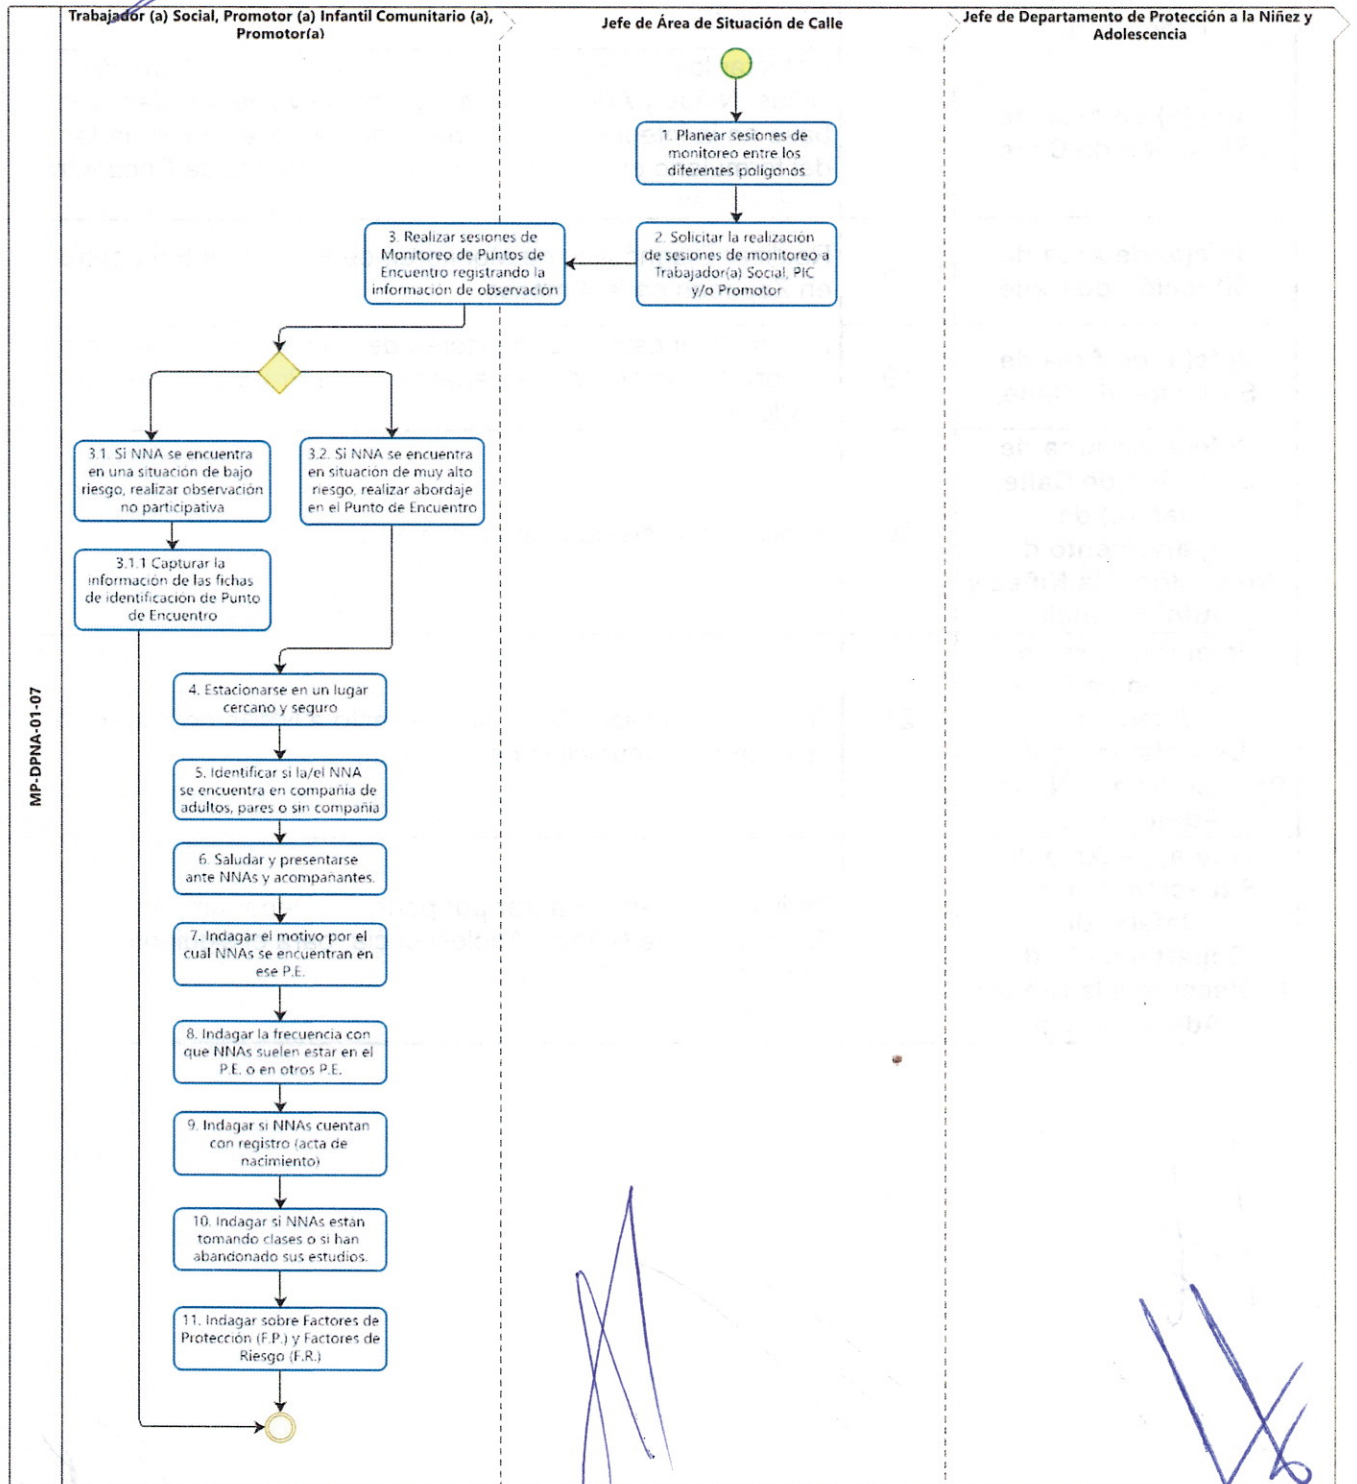 Trabajador (a) Social, Promotor (a) Infantil Comunitario (a),
Promotor(a)
Jefe de Área de Situación de Calle
Jefe de Departamento de Protección a la Niñez y
Adolescencia
MP-DPNA-01-07
1. Planear sesiones de
monitoreo entre los
diferentes polígonos
2. Solicitar la realización
de sesiones de monitoreo a
Trabajador(a) Social, PIC
y/o Promotor
3. Realizar sesiones de
Monitoreo de Puntos de
Encuentro registrando la
información de observación
3.1. Si NNA se encuentra
en una situación de bajo
riesgo, realizar observación
no participativa
3.2. Si NNA se encuentra
en situación de muy alto
riesgo, realizar abordaje
en el Punto de Encuentro
3.1.1 Capturar la
información de las fichas
de identificación de Punto
de Encuentro
4. Estacionarse en un lugar
cercano y seguro
5. Identificar si la/el NNA
se encuentra en compañía de
adultos, pares o sin compañía
6. Saludar y presentarse
ante NNAs y acompañantes.
7. Indagar el motivo por el
cual NNAs se encuentran en
ese P.E.
8. Indagar la frecuencia con
que NNAs suelen estar en el
P.E. o en otros P.E.
9. Indagar si NNAs cuentan
con registro (acta de
nacimiento)
10. Indagar si NNAs están
tomando clases o si han
abandonado sus estudios.
11. Indagar sobre Factores de
Protección (F.P.) y Factores de
Riesgo (F.R.)